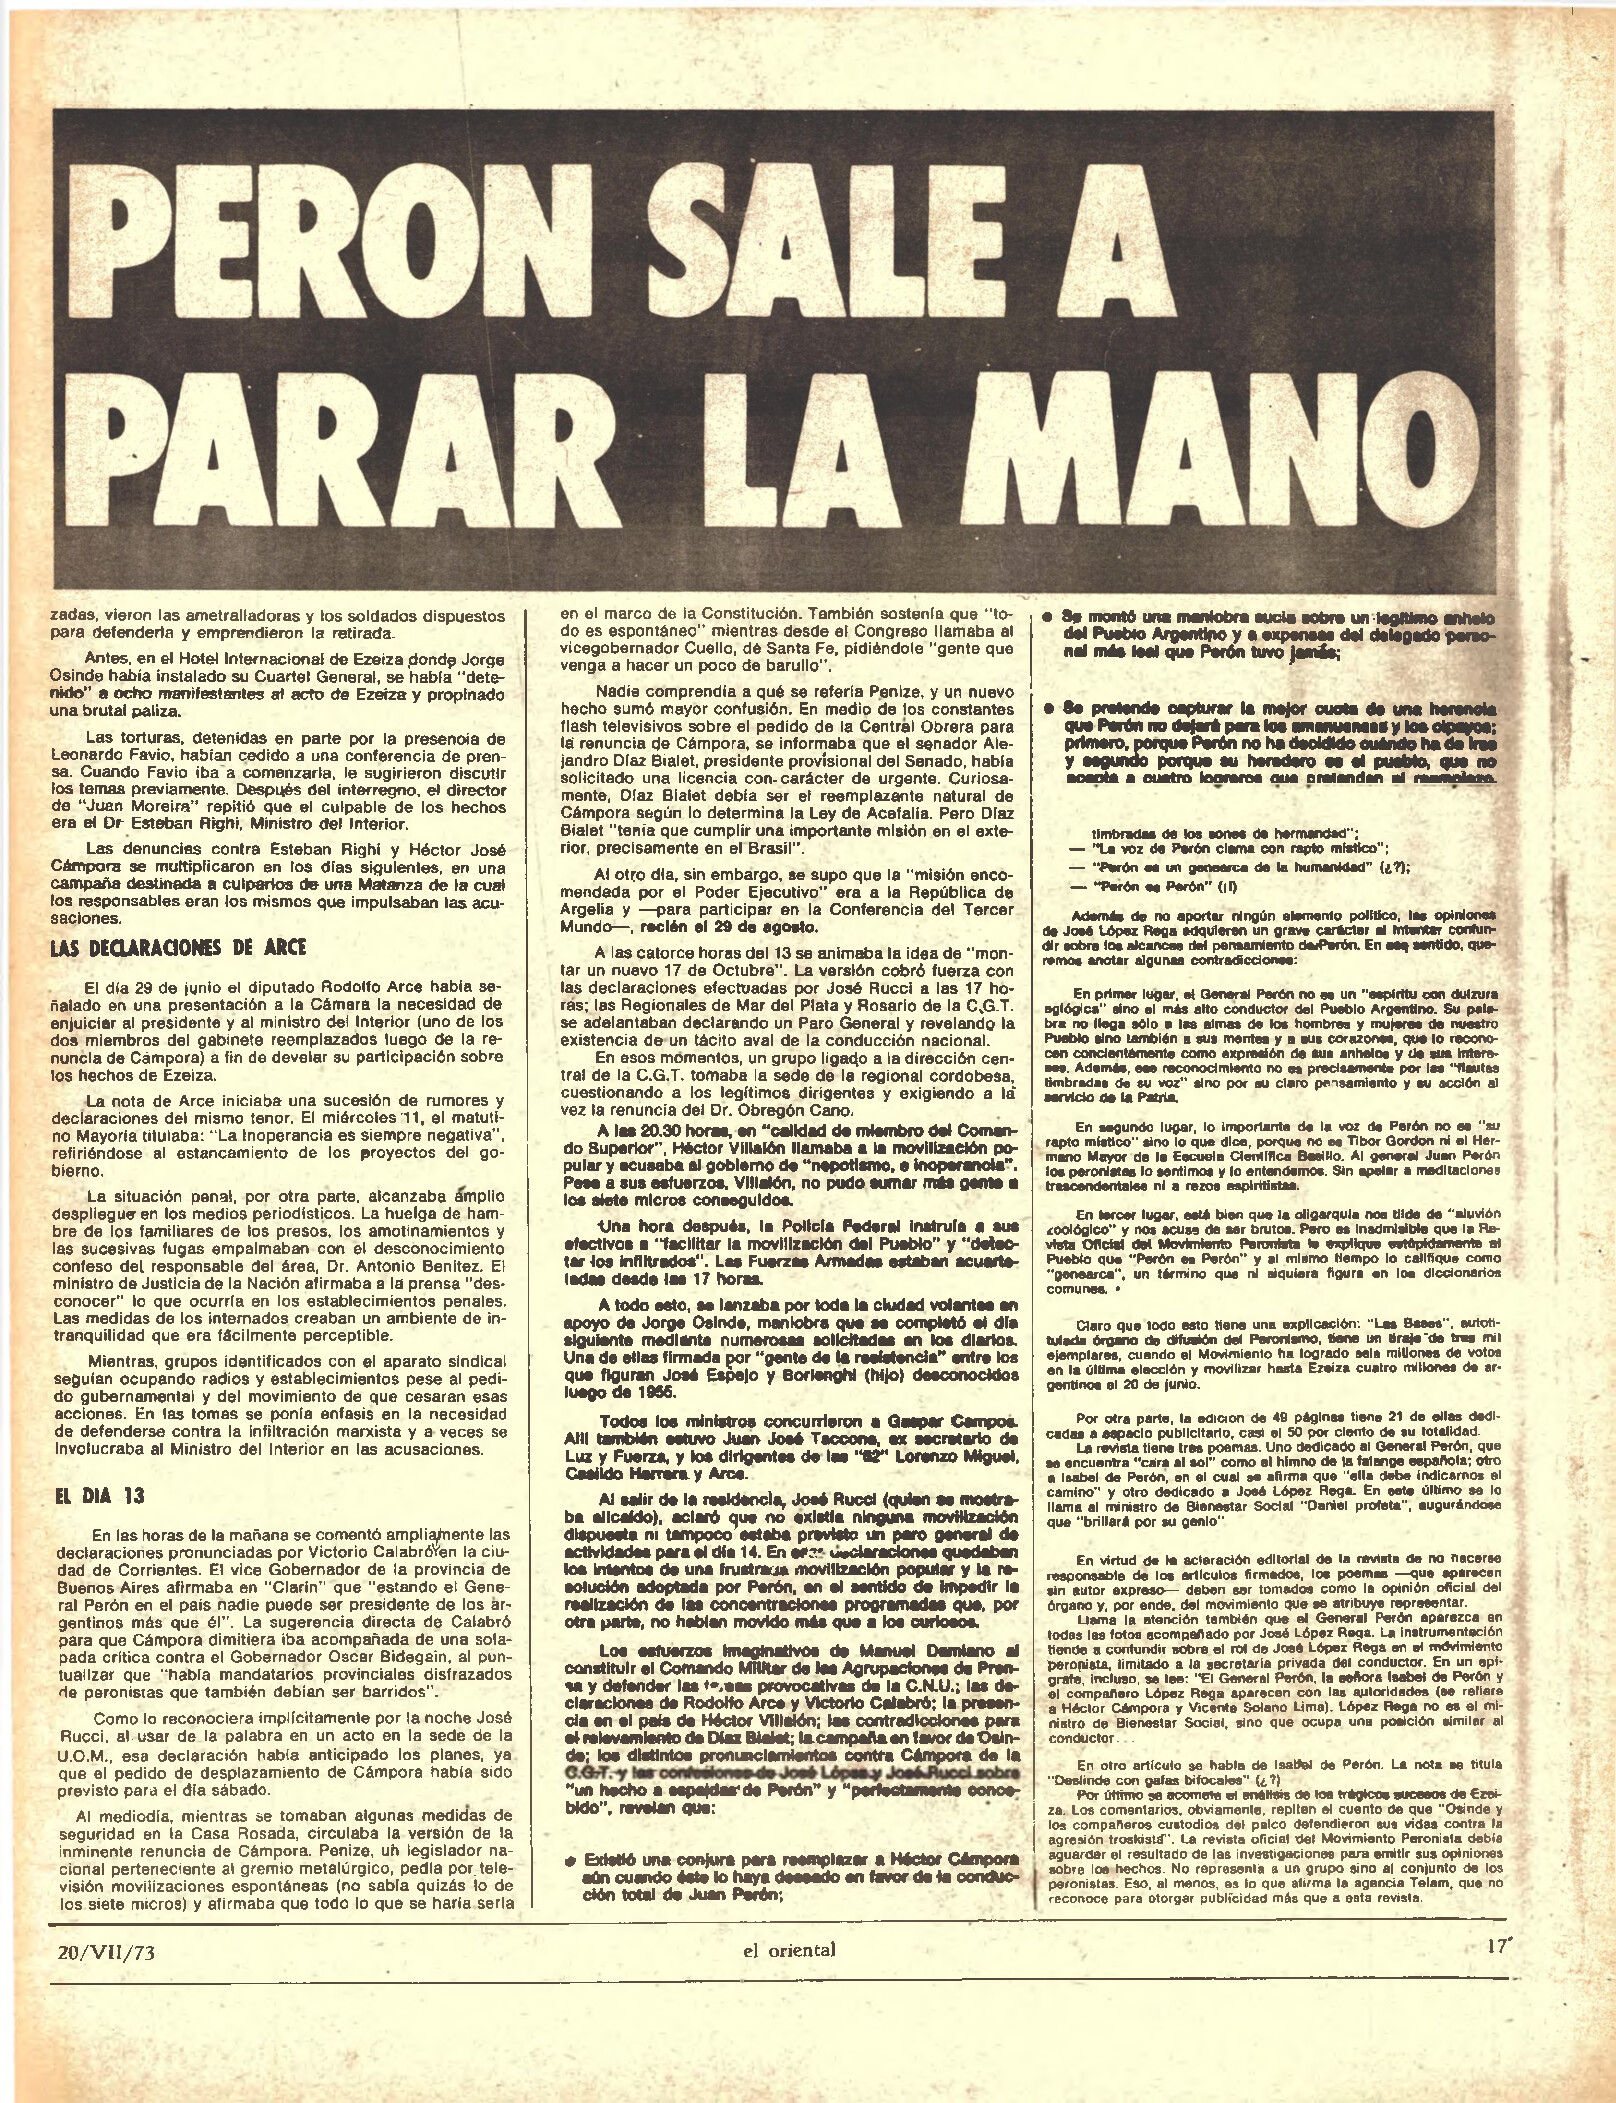 PERON SALE A
PARAR LA MANO
zadas, vieron las ametralladoras y los soldados dispuestos
para defenderla y emprendieron la retirada.
Antes, en el Hotel Internacional de Ezeiza donde Jorge
Osinde había instalado su Cuartel General, se había "dete-
nido" a ocho manifestantes al acto de Ezeiza y propinado
una brutal paliza.
Las torturas, detenidas en parte por la presencia de
Leonardo Favio, habían cedido a una conferencia de pren-
sa. Cuando Favio iba a comenzarla, le sugirieron discutir
los temas previamente. Después del interregno, el director
de "Juan Moreira" repitió que el culpable de los hechos
era el Dr Esteban Righi, Ministro del Interior.
Las denuncias contra Esteban Righi y Héctor José
Cámpora se multiplicaron en los días siguientes, en una
campaña destinada a culparlos de una Matanza de la cual
los responsables eran los mismos que impulsaban las acu-
saciones.
LAS DECLARACIONES DE ARCE
El día 29 de junio el diputado Rodolfo Arce había se-
ñalado en una presentación a la Cámara la necesidad de
enjuiciar al presidente y al ministro del Interior (uno de los
dos miembros del gabinete reemplazados luego de la re-
nuncia de Cámpora) a fin de develar su participación sobre
los hechos de Ezeiza.
La nota de Arce iniciaba una sucesión de rumores y
declaraciones del mismo tenor. El miércoles 11, el matuti-
no Mayoría titulaba: "La Inoperancia es siempre negativa",
refiriéndose al estancamiento de los proyectos del go-
bierno.
La situación penal, por otra parte, alcanzaba amplio
despliegue en los medios periodísticos. La huelga de ham-
bre de los familiares de los presos, los amotinamientos y
las sucesivas fugas empalmaban con el desconocimiento
confeso del responsable del área, Dr. Antonio Benítez. El
ministro de Justicia de la Nación afirmaba a la prensa "des-
conocer" lo que ocurría en los establecimientos penales.
Las medidas de los internados creaban un ambiente de in-
tranquilidad que era fácilmente perceptible.
Mientras, grupos identificados con el aparato sindical
seguían ocupando radios y establecimientos pese al pedi-
do gubernamental y del movimiento de que cesaran esas
acciones. En las tomas se ponía enfasis en la necesidad
de defenderse contra la infiltración marxista y a veces se
involucraba al Ministro del Interior en las acusaciones.
EL DIA 13
En las horas de la mañana se comentó ampliamente las
declaraciones pronunciadas por Victorio Calabró en la ciu-
dad de Corrientes. El vice Gobernador de la provincia de
Buenos Aires afirmaba en "Clarín" que "estando el Gene-
ral Perón en el país nadie puede ser presidente de los ar-
gentinos más que él". La sugerencia directa de Calabró
para que Cámpora dimitiera iba acompañada de una sola-
pada crítica contra el Gobernador Oscar Bidegain, al pun-
tualizar que "había mandatarios provinciales disfrazados
de peronistas que también debían ser barridos".
Como lo reconociera implícitamente por la noche José
Rucci, al usar de la palabra en un acto en la sede de la
U.O.M., esa declaración había anticipado los planes, ya
que el pedido de desplazamiento de Cámpora había sido
previsto para el día sábado.
Al mediodía, mientras se tomaban algunas medidas de
seguridad en la Casa Rosada, circulaba la versión de la
inminente renuncia de Cámpora. Penize, uh legislador na-
cional perteneciente al gremio metalúrgico, pedía por tele-
visión movilizaciones espontáneas (no sabía quizás lo de
los siete micros) y afirmaba que todo lo que se haría sería
en el marco de la Constitución. También sostenía que "to-
do es espontáneo" mientras desde el Congreso llamaba al
vicegobernador Cuello, de Santa Fe, pidiéndole "gente que
venga a hacer un poco de barullo".
Nadie comprendía a qué se refería Penize, y un nuevo
hecho sumó mayor confusión. En medio de los constantes
flash televisivos sobre el pedido de la Central Obrera para
la renuncia de Cámpora, se informaba que el senador Ale-
jandro Díaz Bialet, presidente provisional del Senado, había
solicitado una licencia con carácter de urgente. Curiosa-
mente, Díaz Bialet debía ser el reemplazante natural de
Cámpora según lo determina la Ley de Acefalía. Pero Díaz
Bialet "tenía que cumplir una importante misión en el exte-
rior, precisamente en el Brasil".
Al otro día, sin embargo, se supo que la "misión enco-
mendada por el Poder Ejecutivo" era a la República de
Argelia y —para participar en la Conferencia del Tercer
Mundo—, recién el 29 de agosto.
A las catorce horas del 13 se animaba la idea de "mon-
tar un nuevo 17 de Octubre". La versión cobró fuerza con
las declaraciones efectuadas por José Rucci a las 17 ho-
rás; las Regionales de Mar del Plata y Rosario de la C.G.T.
se adelantaban declarando un Paro General y revelando la
existencia de un tácito aval de la conducción nacional.
En esos momentos, un grupo ligado a la dirección cen-
tral de la C.G.T. tomaba la sede de la regional cordobesa,
cuestionando a los legítimos dirigentes y exigiendo a la
vez la renuncia del Dr. Obregón Cano.
A las 20.30 horas, en "calidad de miembro del Coman-
do Superior", Héctor Villalón llamaba a la movilización po-
pular y acusaba al gobierno de "nepotismo, e inoperancia".
Pese a sus esfuerzos, Villalón, no pudo sumar más gente a
los siete micros conseguidos.
Una hora después, la Policía Federal instruía a sus
efectivos a "facilitar la movilización del Pueblo" y "detec-
tar los infiltrados". Las Fuerzas Armadas estaban acuarte-
ladas desde las 17 horas.
A todo esto, se lanzaba por toda la ciudad volantes en
apoyo de Jorge Osinde, maniobra que se completó el día
siguiente mediante numerosas solicitadas en los diarios.
Una de ellas firmada por "gente de la resistencia" entre los
que figuran José Espejo y Borlenghi (hijo) desconocidos
luego de 1955.
Todos los ministros concurrieron a Gaspar Campos.
Allí también estuvo Juan José Taccone, ex secretario de
Luz y Fuerza, y los dirigentes de las "62" Lorenzo Miguel,
Casildo Herrera y Arce.
Al salir de la residencia, José Rucci (quien se mostra-
ba alicaído), aclaró que no existía ninguna movilización
dispuesta ni tampoco estaba previsto un paro general de
actividades para el día 14. En declaraciones quedaban
los intentos de una frustrada movilización popular y la re-
solución adoptada por Perón, en el sentido de impedir la
realización de las concentraciones programadas que, por
otra parte, no habían movido más que a los curiosos.
Los esfuerzos imaginativos de Manuel Damiano al
constituir el Comando Militar de las Agrupaciones de Pren-
sa y defender las provocativas de la C.N.U.; las de-
claraciones de Rodolfo Arce y Victorio Calabró; la presen-
cia en el país de Héctor Villalón; las contradicciones para
el relevamiento de Díaz Bialet; la campaña en favor de Osin-
de; los distintos pronunciamientos contra Cámpora de la
C.G.T. y las confesiones de José López y José Rucci sobre
"un hecho a espaldas de Perón" y "perfectamente conce-
bido", revelan que:
● Existió una conjura para reemplazar a Héctor Cámpora
aún cuando éste lo haya deseado en favor de la conduc-
ción total de Juan Perón;
● Se montó una maniobra sucia sobre un legítimo anhelo
del Pueblo Argentino y a expensas del delegado perso-
nal más leal que Perón tuvo jamás;
● Se pretende capturar la mejor cuota de una herencia
que Perón no dejará para los amanuenses y los cipayos;
primero, porque Perón no ha decidido cuándo ha de irse
y segundo porque su heredero es el pueblo, que no
acepta a cuatro logreros que pretendan el reemplazo.
timbradas de los sones de hermandad";
— "La voz de Perón clama con rapto místico";
— "Perón es un genearca de la humanidad" (¿?);
— "Perón es Perón" (¡!)
Además de no aportar ningún elemento político, las opiniones
de José López Rega adquieren un grave carácter al intentar confun-
dir sobre los alcances del pensamiento de Perón. En ese sentido, que-
remos anotar algunas contradicciones:
En primer lugar, el General Perón no es un "espíritu con dulzura
eglógica" sino el más alto conductor del Pueblo Argentino. Su pala-
bra no llega sólo a las almas de los hombres y mujeres de nuestro
Pueblo sino también a sus mentes y a sus corazones, que lo recono-
cen concientemente como expresión de sus anhelos y de sus intere-
ses. Además, ese reconocimiento no es precisamente por las "flautas
timbradas de su voz" sino por su claro pensamiento y su acción al
servicio de la Patria.
En segundo lugar, lo importante de la voz de Perón no es "su
rapto místico" sino lo que dice, porque no es Tibor Gordon ni el Her-
mano Mayor de la Escuela Científica Basilio. Al general Juan Perón
los peronistas lo sentimos y lo entendemos. Sin apelar a meditaciones
trascendentales ni a rezos espiritistas.
En tercer lugar, está bien que la oligarquía nos tilde de "aluvión
zoológico" y nos acuse de ser brutos. Pero es inadmisible que la Re-
vista Oficial del Movimiento Peronista le explique estúpidamente al
Pueblo que "Perón es Perón" y al mismo tiempo lo califique como
"genearca", un término que ni siquiera figura en los diccionarios
comunes.
Claro que todo esto tiene una explicación: "Las Bases", autoti-
tulada órgano de difusión del Peronismo, tiene un tiraje de tres mil
ejemplares, cuando el Movimiento ha logrado seis millones de votos
en la última elección y movilizar hasta Ezeiza cuatro millones de ar-
gentinos el 20 de junio.
Por otra parte, la edicion de 49 páginas tiene 21 de ellas dedi-
cadas a espacio publicitario, casi el 50 por ciento de su totalidad.
La revista tiene tres poemas. Uno dedicado al General Perón, que
se encuentra "cara al sol" como el himno de la falange española; otro
a Isabel de Perón, en el cual se afirma que "ella debe indicarnos el
camino" y otro dedicado a José López Rega. En este último se lo
llama al ministro de Bienestar Social "Daniel profeta", augurándose
que "brillará por su genio"
En virtud de la aclaración editorial de la revista de no hacerse
responsable de los artículos firmados, los poemas —que aparecen
sin autor expreso— deben ser tomados como la opinión oficial del
órgano y, por ende, del movimiento que se atribuye representar.
Llama la atención también que el General Perón aparezca en
todas las fotos acompañado por José López Rega. La instrumentación
tiende a confundir sobre el rol de José López Rega en el movimiento
peronista, limitado a la secretaría privada del conductor. En un epí-
grafe, incluso, se lee: "El General Perón, la señora Isabel de Perón y
el compañero López Rega aparecen con las autoridades (se refiere
a Héctor Cámpora y Vicente Solano Lima). López Rega no es el mi-
nistro de Bienestar Social, sino que ocupa una posición similar al
conductor...
En otro artículo se habla de Isabel de Perón. La nota se titula
"Deslinde con gafas bifocales" (¿?)
Por último se acomete el análisis de los trágicos sucesos de Ezei-
za. Los comentarios, obviamente, repiten el cuento de que "Osinde y
los compañeros custodios del palco defendieron sus vidas contra la
agresión troskista". La revista oficial del Movimiento Peronista debía
aguardar el resultado de las investigaciones para emitir sus opiniones
sobre los hechos. No representa a un grupo sino al conjunto de los
peronistas. Eso, al menos, es lo que afirma la agencia Telam, que no
reconoce para otorgar publicidad más que a esta revista.
20/VII/73
el oriental
17